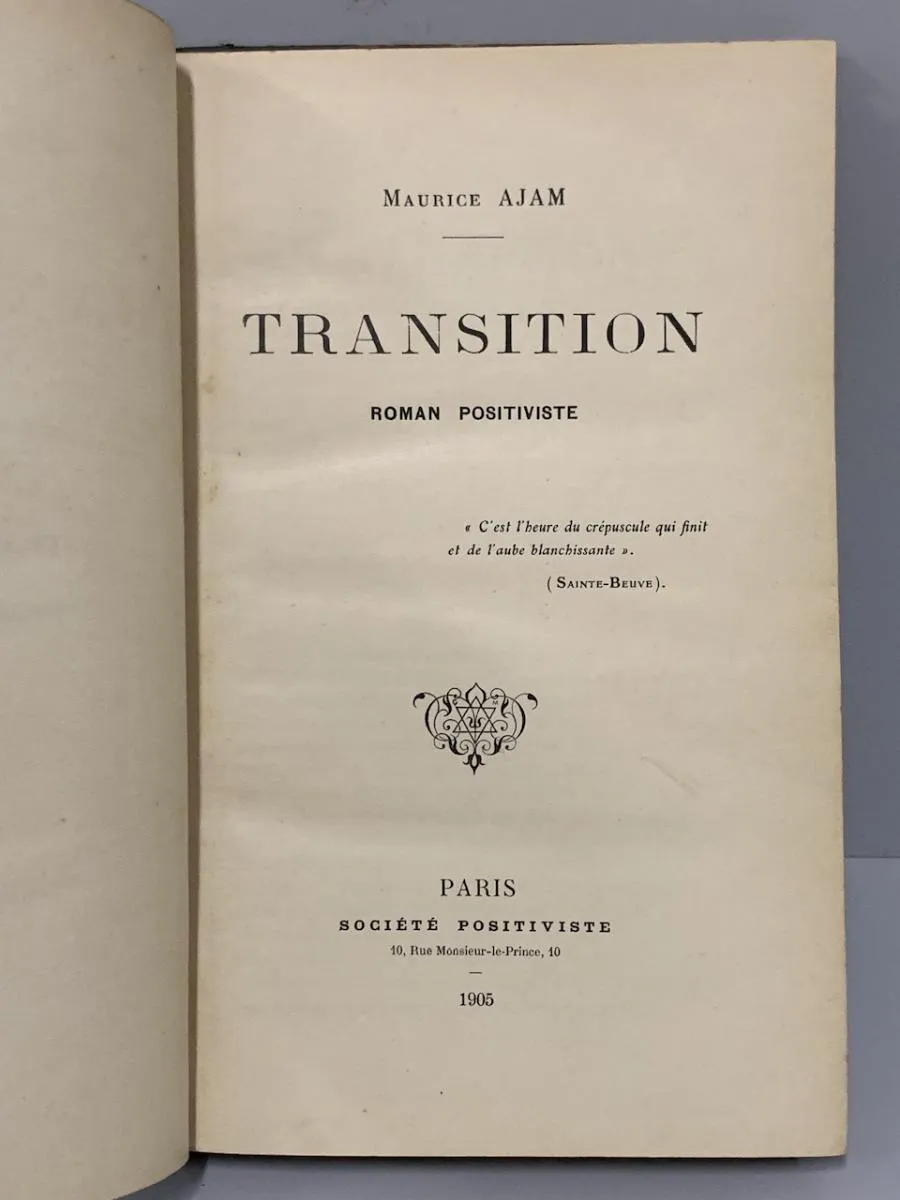 Maurice AJAM
TRANSITION
ROMAN POSITIVISTE
« C'est l'heure du crépuscule qui finit
et de l'aube blanchissante ».
(Sainte-Beuve).
PARIS
SOCIÉTÉ POSITIVISTE
10, Rue Monsieur-le-Prince, 10
1905